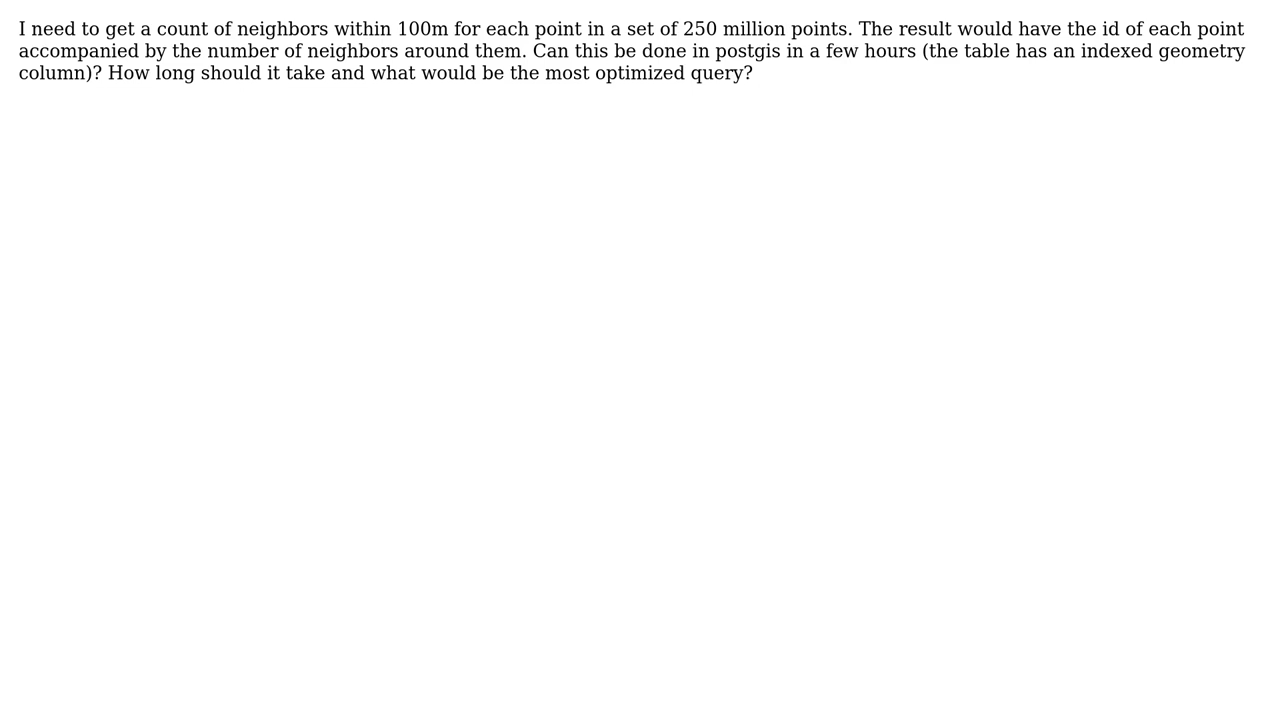 I need to get a count of neighbors within 100m for each point in a set of 250 million points. The result would have the id of each point
accompanied by the number of neighbors around them. Can this be done in postgis in a few hours (the table has an indexed geometry
column)? How long should it take and what would be the most optimized query?